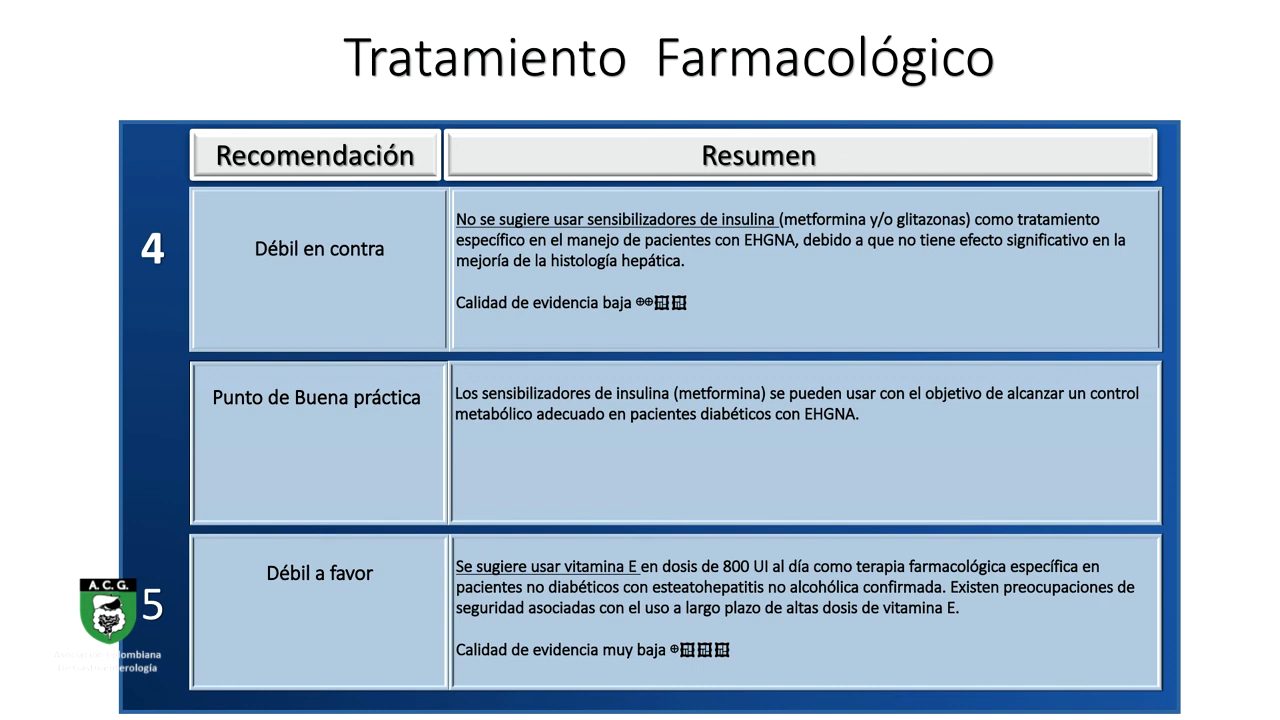 Tratamiento Farmacológico
Recomendación
Resumen
4
Débil en contra
No se sugiere usar sensibilizadores de insulina (metformina y/o glitazonas) como tratamiento
específico en el manejo de pacientes con EHGNA, debido a que no tiene efecto significativo en la
mejoría de la histología hepática.
Calidad de evidencia baja ⊕⊕
Punto de Buena práctica
Los sensibilizadores de insulina (metformina) se pueden usar con el objetivo de alcanzar un control
metabólico adecuado en pacientes diabéticos con EHGNA.
5
Débil a favor
Se sugiere usar vitamina E en dosis de 800 UI al día como terapia farmacológica específica en
pacientes no diabéticos con esteatohepatitis no alcohólica confirmada. Existen preocupaciones de
seguridad asociadas con el uso a largo plazo de altas dosis de vitamina E.
Calidad de evidencia muy baja ⊕
A. C. G.